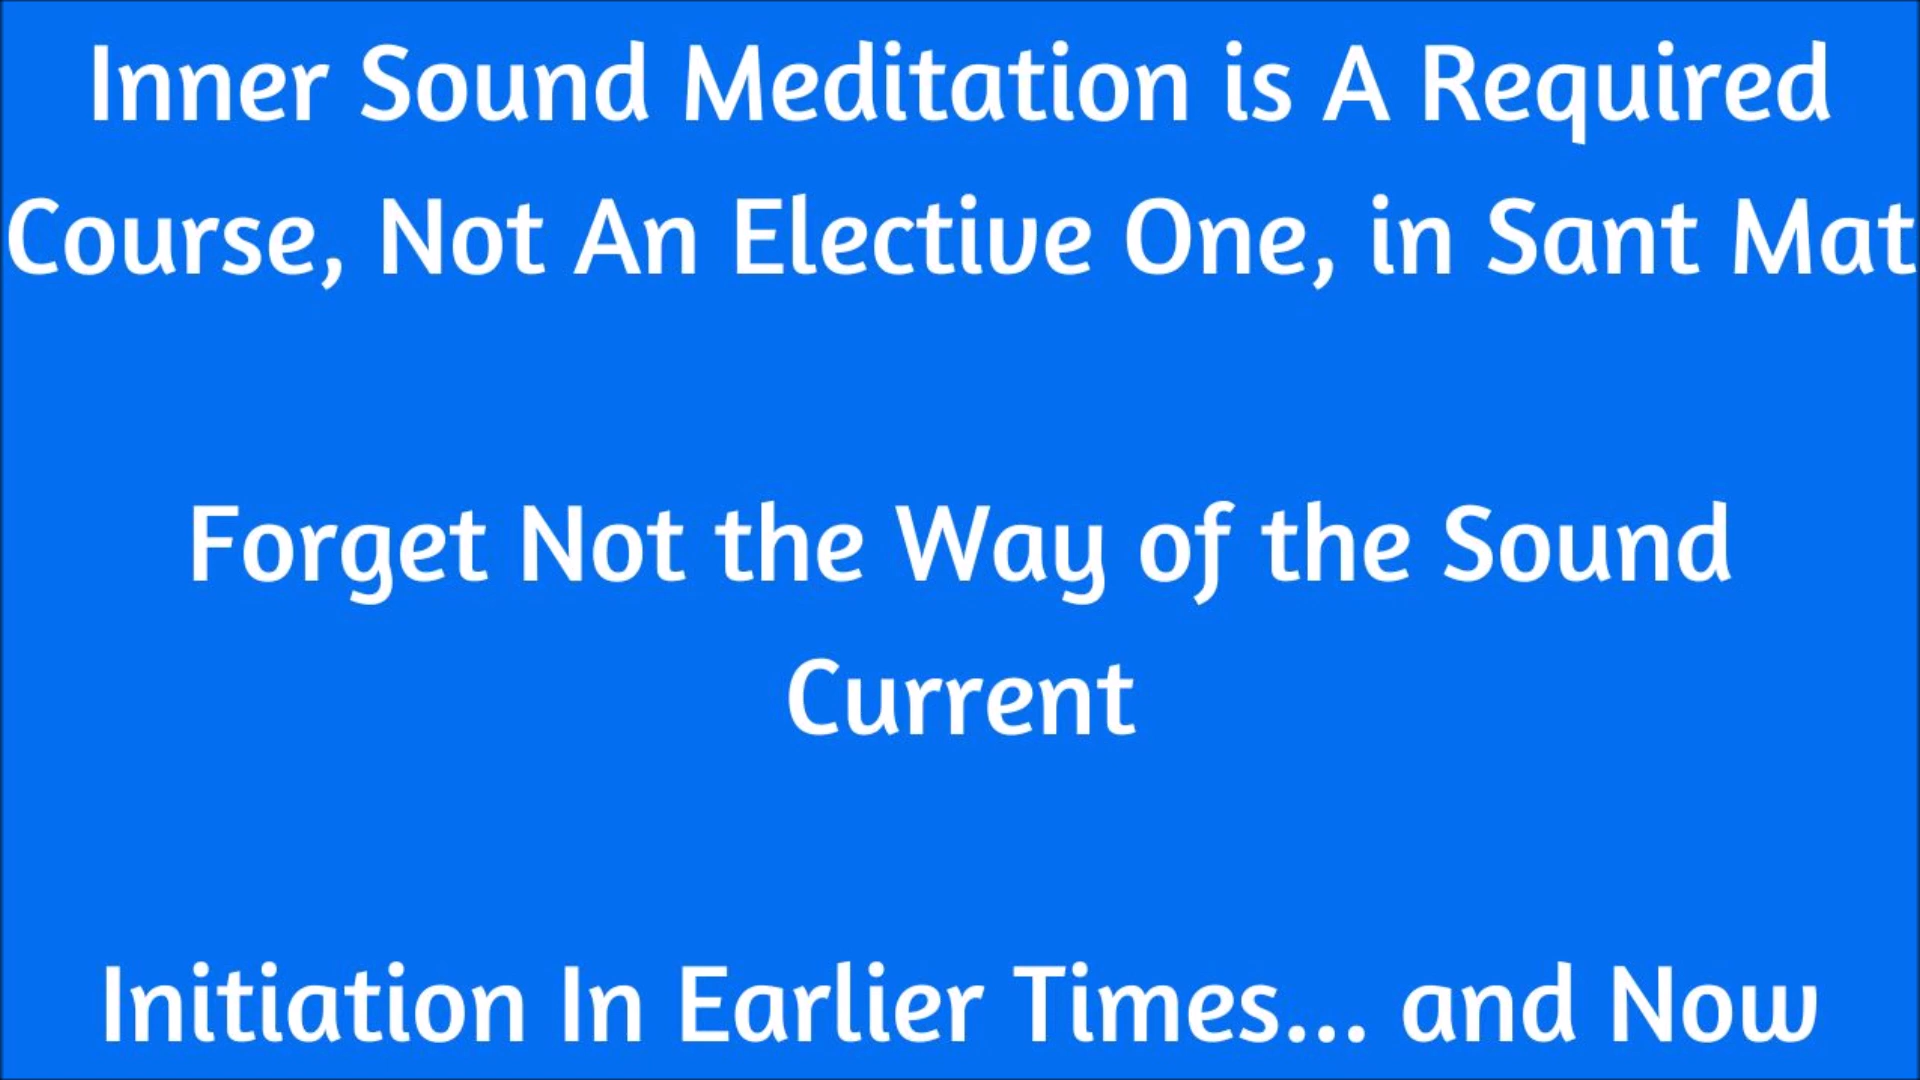 Inner Sound Meditation is A Required
Course, Not An Elective One, in Sant Mat
Forget Not the Way of the Sound
Current
Initiation In Earlier Times... and Now